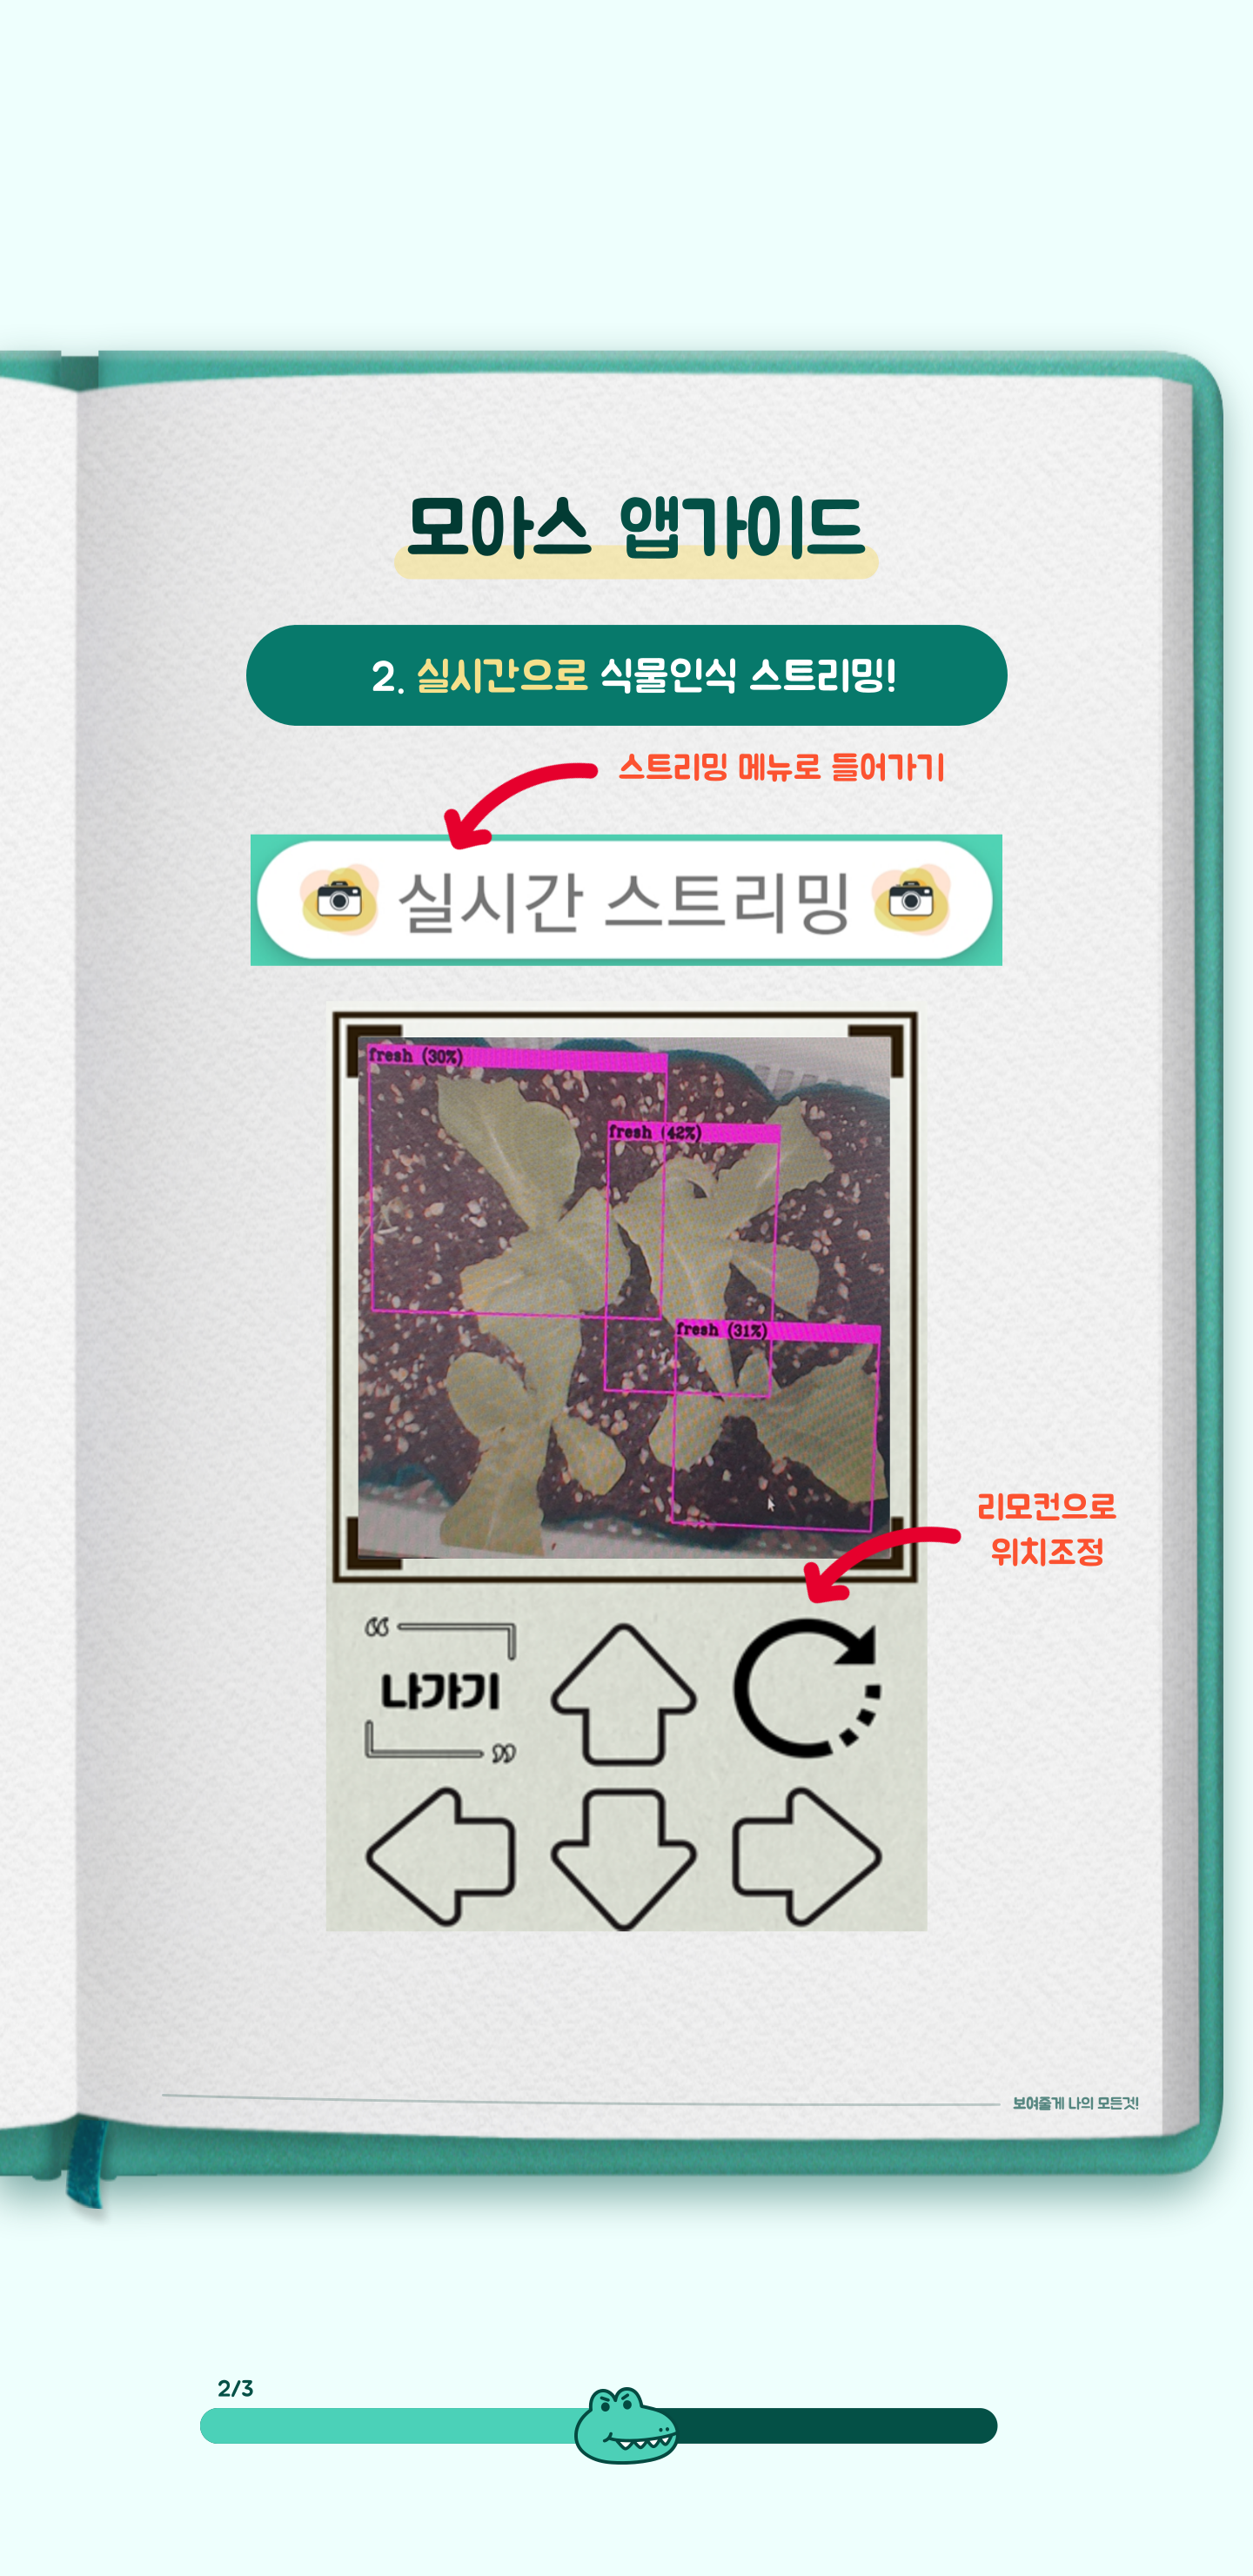 모아스 앱가이드
2. 실시간으로 식물인식 스트리밍!
스트리밍 메뉴로 들어가기
실시간 스트리밍
fresh (30%)
fresh (42%)
fresh (31%)
리모컨으로
위치조정
“
나가기
”
보여줄게 나의 모든것!
2/3